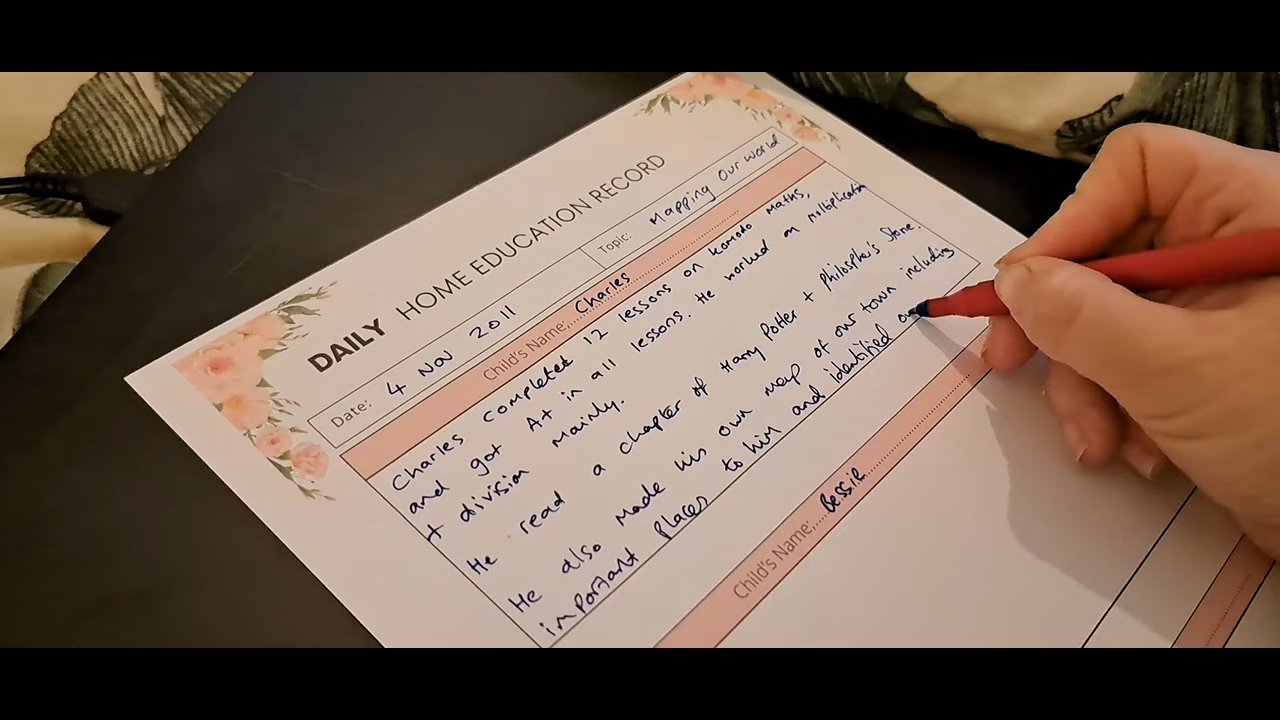 DAILY HOME EDUCATION RECORD
Date: 4 NOV 2011 Topic: Mapping Our World
Child's Name: Charles
Charles completed 12 lessons on Komodo Maths,
and got A+ in all lessons. He worked on multiplication
+ division mainly.
He read a chapter of Harry Potter + Philospher's Stone.
He also made his own map of our town including
important places to him and identified
Child's Name: Bessie